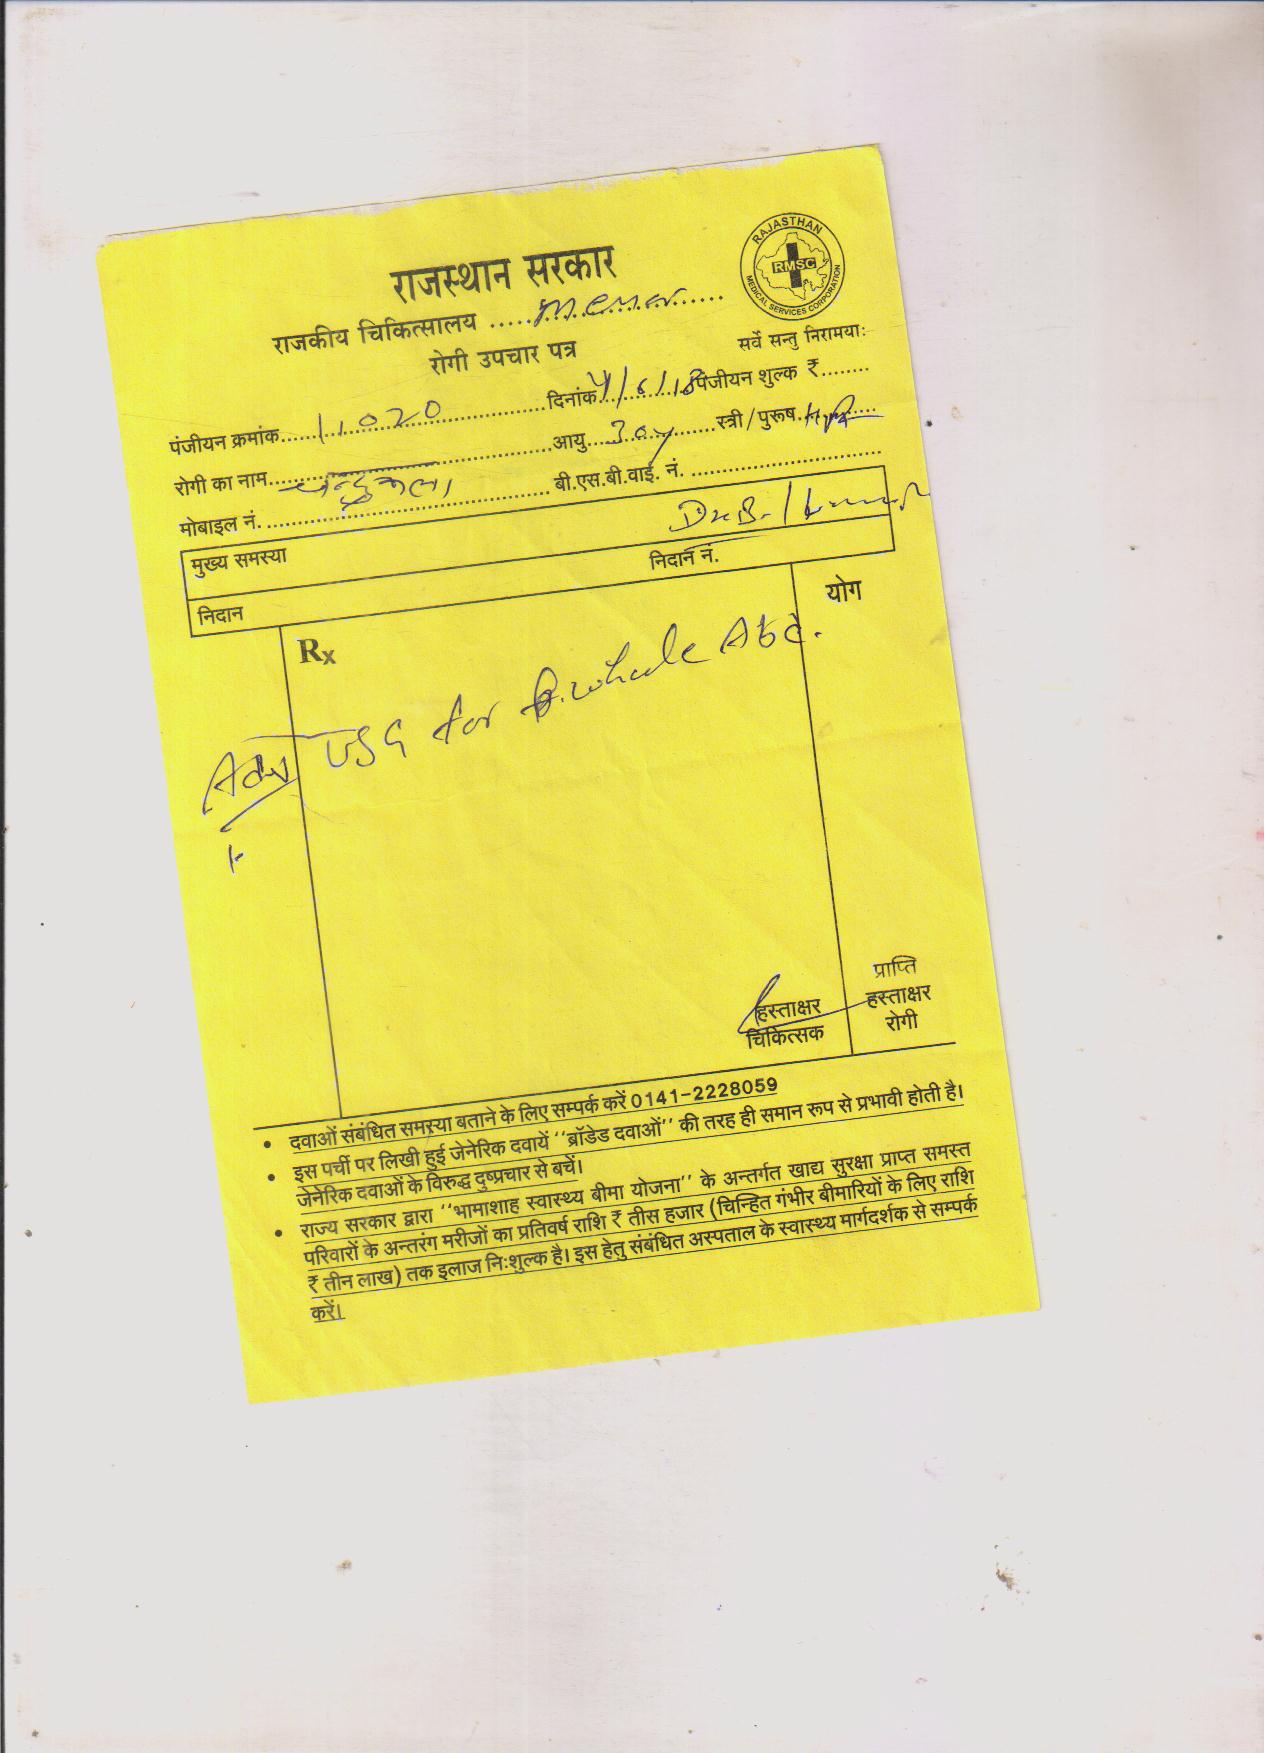 राजस्थान सरकार
RAJASTHAN
RMSC
MEDICAL SERVICES CORPORATION
राजकीय चिकित्सालय ..........
सर्वे सन्तु निरामयाः
रोगी उपचार पत्र
पंजीयन क्रमांक 11020 दिनांक 4/6/18 पंजीयन शुल्क ₹........
रोगी का नाम चन्द्रकला आयु 30y स्त्री/पुरूष
मोबाइल नं. बी.एस.बी.वाई. नं.
मुख्य समस्या Dr B.
निदान निदान नं.
Rx योग
Adv USG for whole Abd.
हस्ताक्षर चिकित्सक
प्राप्ति हस्ताक्षर रोगी
• दवाओं संबंधित समस्या बताने के लिए सम्पर्क करें 0141-2228059
• इस पर्ची पर लिखी हुई जेनेरिक दवायें ''ब्रॉडेड दवाओं'' की तरह ही समान रूप से प्रभावी होती है।
जेनेरिक दवाओं के विरुद्ध दुष्प्रचार से बचें।
• राज्य सरकार द्वारा ''भामाशाह स्वास्थ्य बीमा योजना'' के अन्तर्गत खाद्य सुरक्षा प्राप्त समस्त
परिवारों के अन्तरंग मरीजों का प्रतिवर्ष राशि ₹ तीस हजार (चिन्हित गंभीर बीमारियों के लिए राशि
₹ तीन लाख) तक इलाज निःशुल्क है। इस हेतु संबंधित अस्पताल के स्वास्थ्य मार्गदर्शक से सम्पर्क
करें।